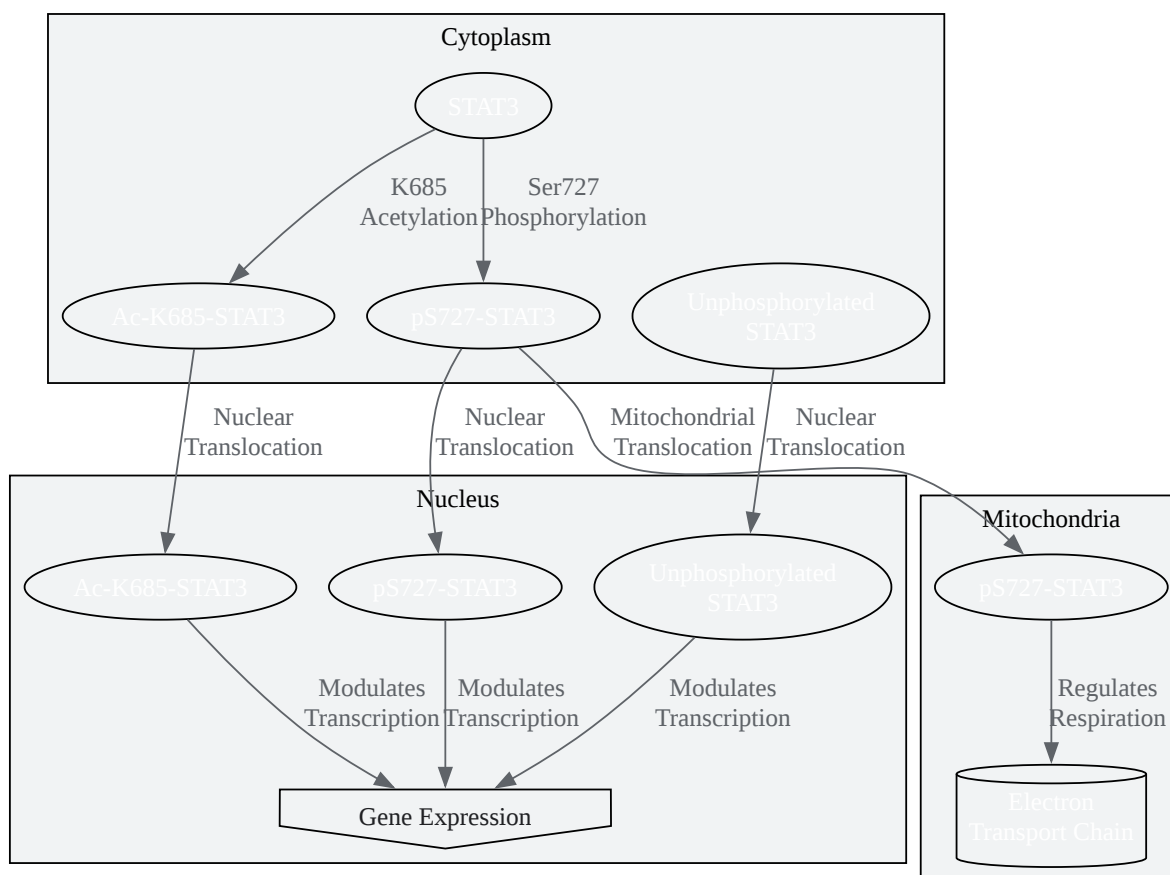 Cytoplasm
STAT3
K685
Acetylation
Ser727
Phosphorylation
Ac-K685-STAT3
pS727-STAT3
Unphosphorylated
STAT3
Nuclear
Translocation
Nuclear
Translocation
Mitochondrial
Translocation
Nuclear
Translocation
Nucleus
Mitochondria
Ac-K685-STAT3
pS727-STAT3
Unphosphorylated
STAT3
pS727-STAT3
Modulates
Transcription
Modulates
Transcription
Modulates
Transcription
Regulates
Respiration
Gene Expression
Electron
Transport Chain